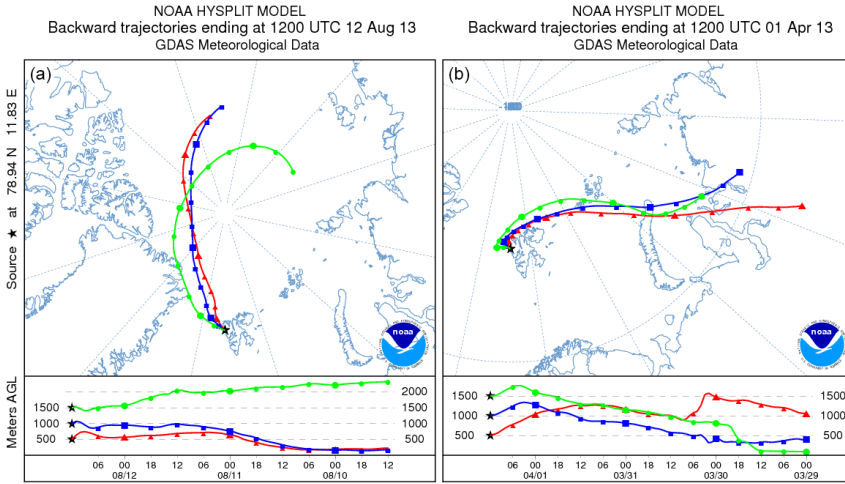 NOAA HYSPLIT MODEL
Backward trajectories ending at 1200 UTC 12 Aug 13
GDAS Meteorological Data
(a)
Source ★ at 78.94 N 11.83 E
noaa
Meters AGL
1500
1000
500
2000
1500
1000
500
06 00 18 12 06 00 18 12 06 00 18 12
08/12 08/11 08/10
NOAA HYSPLIT MODEL
Backward trajectories ending at 1200 UTC 01 Apr 13
GDAS Meteorological Data
(b)
70
noaa
1500
1000
500
1500
1000
500
06 00 18 12 06 00 18 12 06 00 18 12 06 00
04/01 03/31 03/30 03/29